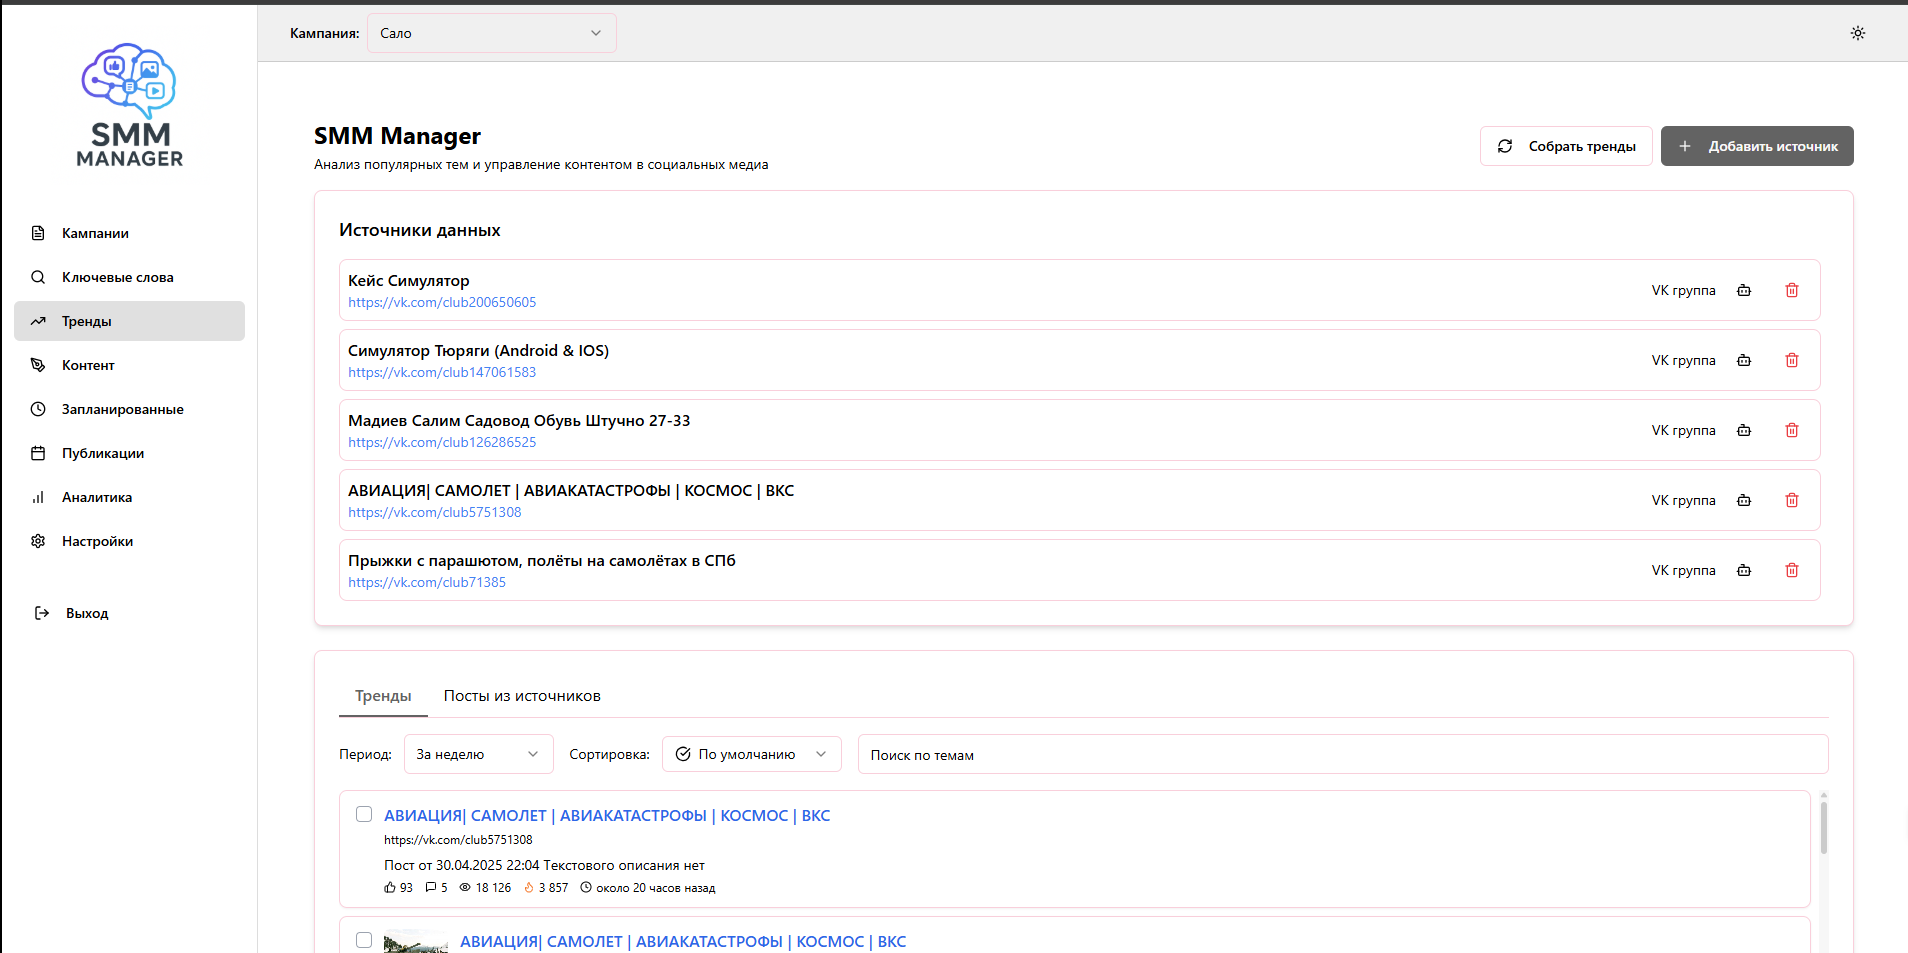 Кампания: Сало
SMM
MANAGER
Кампании
Ключевые слова
Тренды
Контент
Запланированные
Публикации
Аналитика
Настройки
Выход
SMM Manager
Анализ популярных тем и управление контентом в социальных медиа
Собрать тренды
Добавить источник
Источники данных
Кейс Симулятор
https://vk.com/club200650605
VK группа
Симулятор Тюряги (Android & IOS)
https://vk.com/club147061583
VK группа
Мадиев Салим Садовод Обувь Штучно 27-33
https://vk.com/club126286525
VK группа
АВИАЦИЯ| САМОЛЕТ | АВИАКАТАСТРОФЫ | КОСМОС | ВКС
https://vk.com/club5751308
VK группа
Прыжки с парашютом, полёты на самолётах в СПб
https://vk.com/club71385
VK группа
Тренды Посты из источников
Период: За неделю Сортировка: По умолчанию Поиск по темам
АВИАЦИЯ| САМОЛЕТ | АВИАКАТАСТРОФЫ | КОСМОС | ВКС
https://vk.com/club5751308
Пост от 30.04.2025 22:04 Текстового описания нет
93 5 18 126 3 857 около 20 часов назад
АВИАЦИЯ| САМОЛЕТ | АВИАКАТАСТРОФЫ | КОСМОС | ВКС